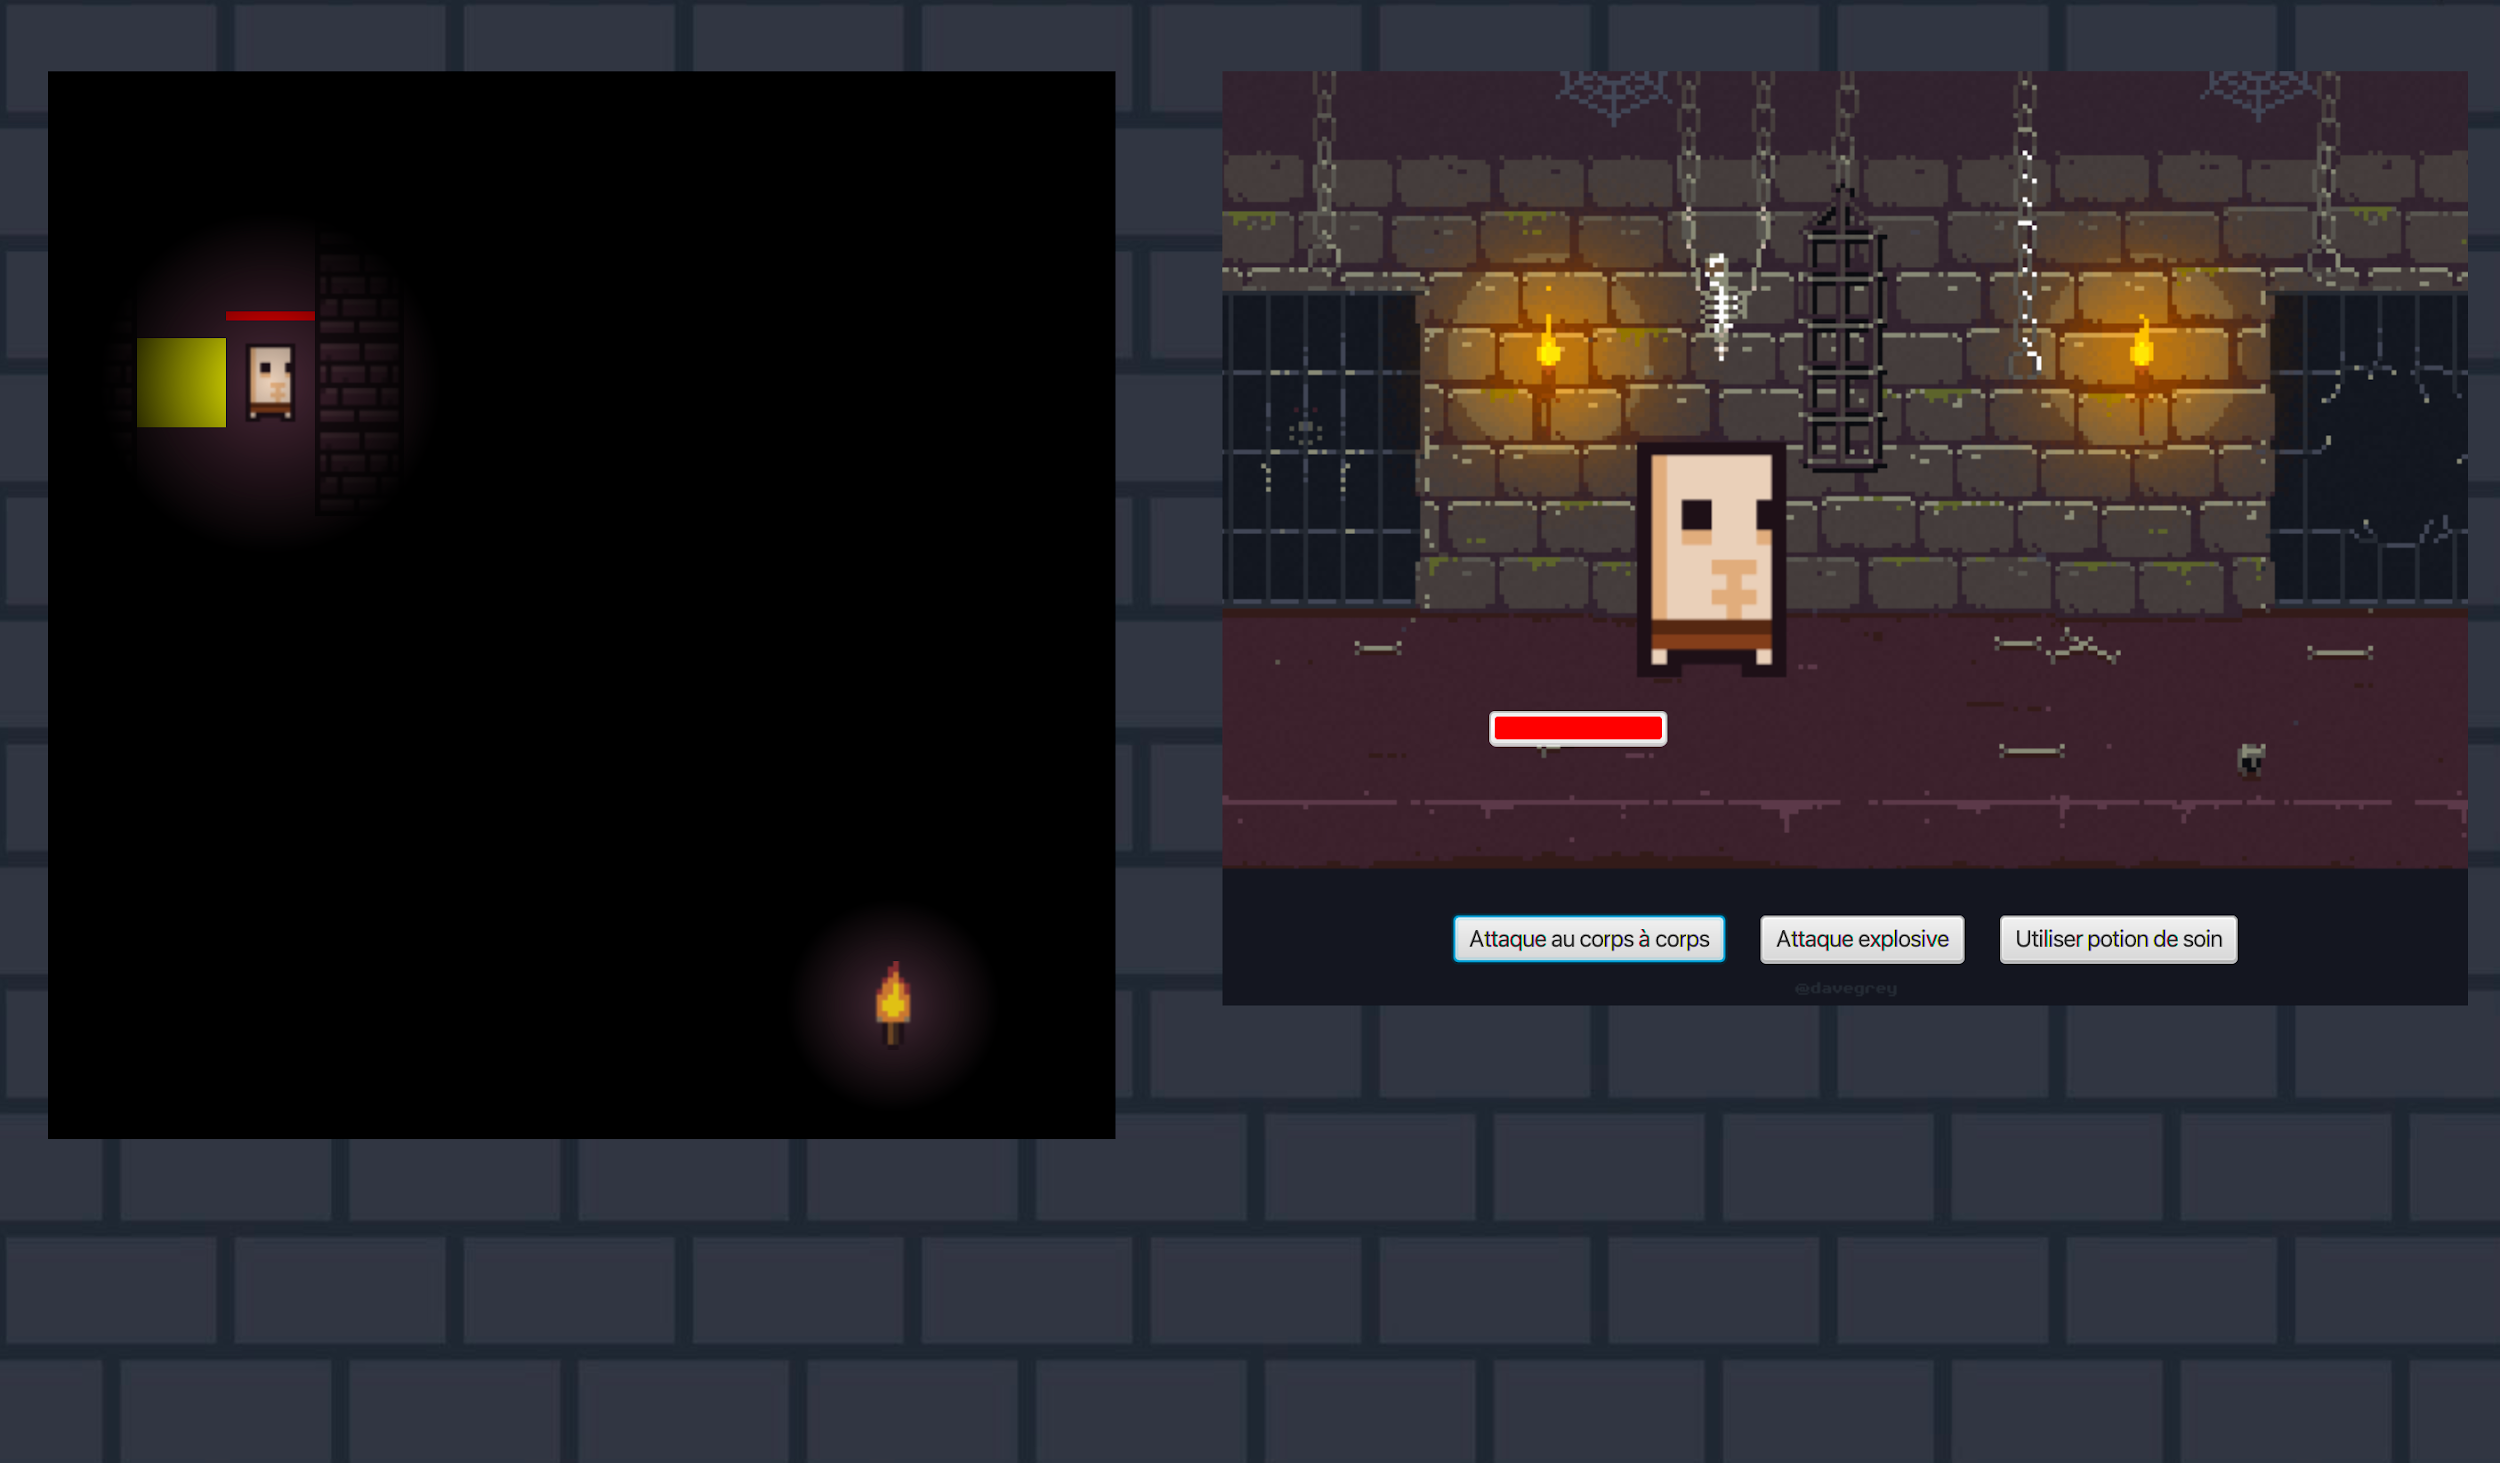 Attaque au corps à corps
Attaque explosive
Utiliser potion de soin
@davegrey